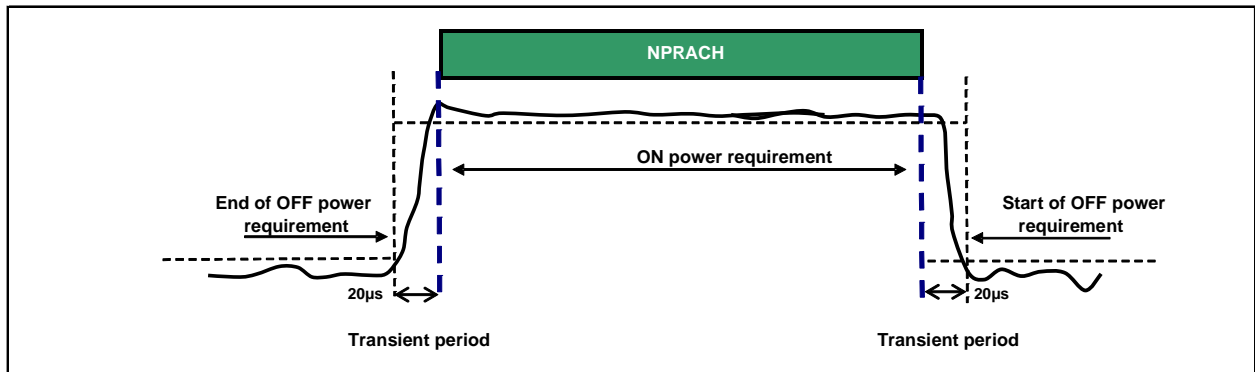 NPRACH
ON power requirement
End of OFF power
requirement
Start of OFF power
requirement
20µs
20µs
Transient period
Transient period